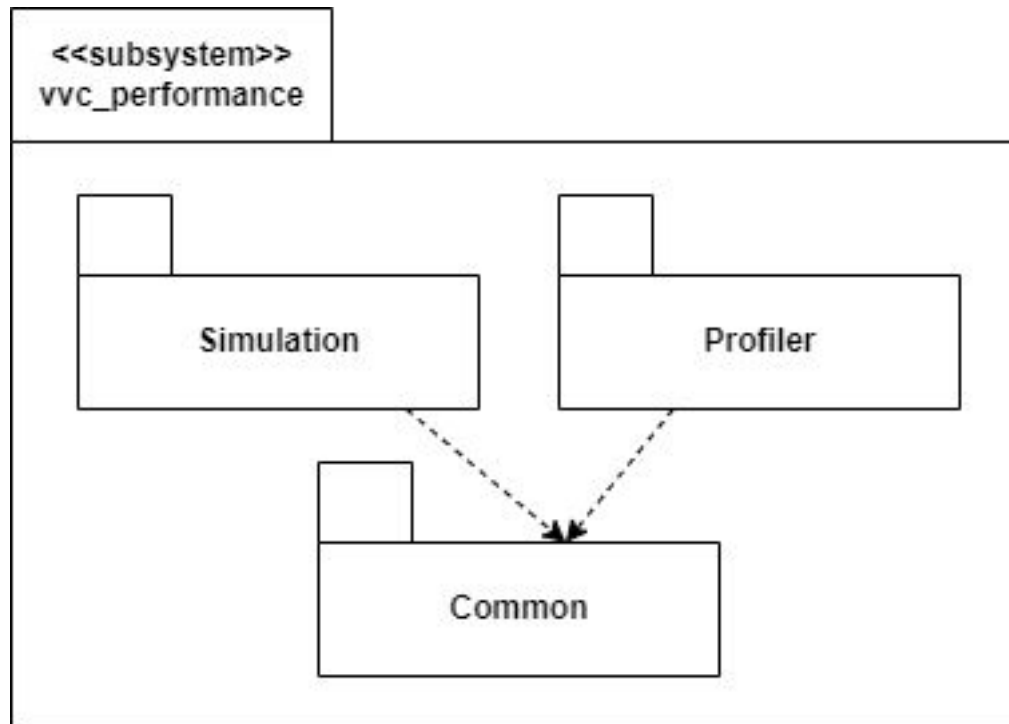 <<subsystem>>
vvc_performance
Simulation
Profiler
Common